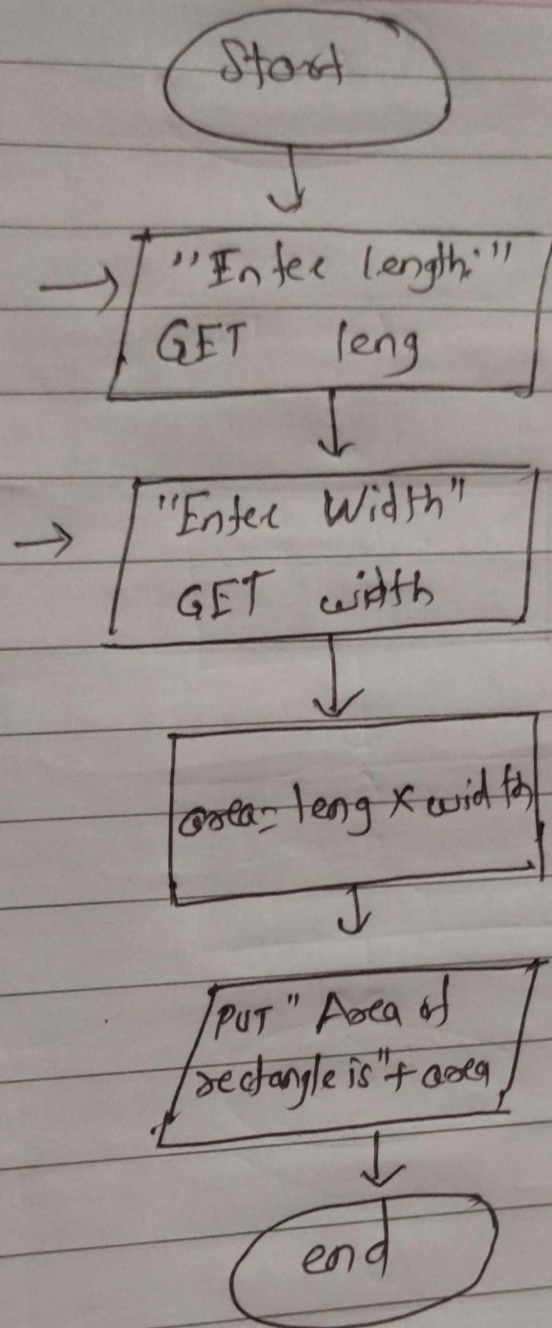 Start
"Enter length:"
GET leng
"Enter Width"
GET width
area = leng x width
PUT "Area of
rectangle is" + area
end